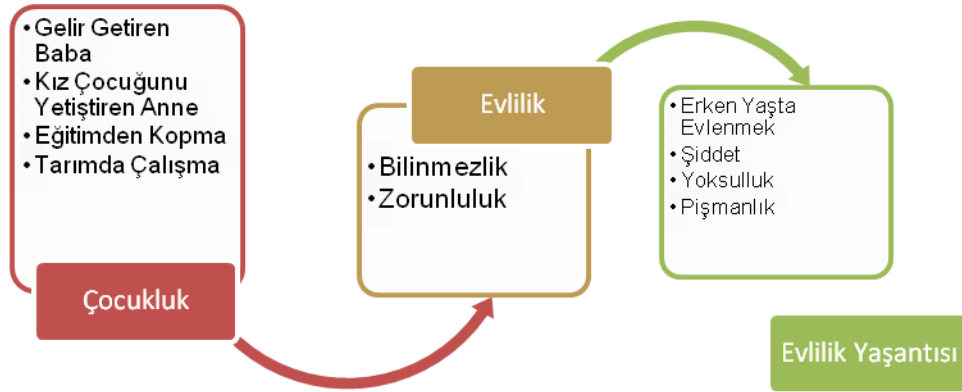 • Gelir Getiren
Baba
• Kız Çocuğunu
Yetiştiren Anne
• Eğitimden Kopma
• Tarımda Çalışma
Çocukluk
Evlilik
• Bilinmezlik
• Zorunluluk
• Erken Yaşta
Evlenmek
• Şiddet
• Yoksulluk
• Pişmanlık
Evlilik Yaşantısı